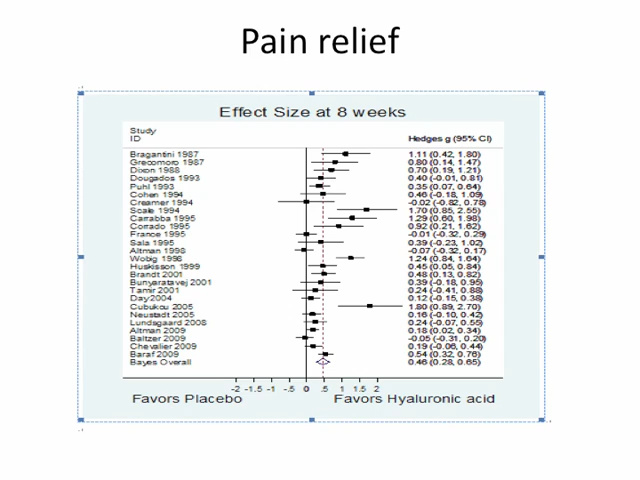 Pain relief
Effect Size at 8 weeks
Study
ID Hedges g (95% CI)
Bragantini 1987 1.11 (0.42, 1.80)
Grecomoro 1987 0.80 (0.14, 1.47)
Dixon 1988 0.70 (0.19, 1.21)
Dougados 1993 0.40 (-0.01, 0.81)
Puhl 1993 0.35 (0.07, 0.64)
Cohen 1994 0.46 (-0.18, 1.09)
Creamer 1994 -0.02 (-0.82, 0.78)
Scale 1994 1.70 (0.85, 2.55)
Carrabba 1995 1.29 (0.60, 1.98)
Corrado 1995 0.92 (0.21, 1.62)
France 1995 -0.01 (-0.32, 0.29)
Sala 1995 0.39 (-0.23, 1.02)
Altman 1998 -0.07 (-0.32, 0.17)
Wobig 1998 1.24 (0.84, 1.64)
Huskisson 1999 0.45 (0.05, 0.84)
Brandt 2001 0.48 (0.13, 0.82)
Bunyaratavej 2001 0.39 (-0.18, 0.95)
Tamir 2001 0.24 (-0.41, 0.88)
Day 2004 0.12 (-0.15, 0.38)
Cubukcu 2005 1.80 (0.89, 2.70)
Neustadt 2005 0.16 (-0.10, 0.42)
Lundsgaard 2008 0.24 (-0.07, 0.55)
Altman 2009 0.18 (0.02, 0.34)
Baltzer 2009 -0.05 (-0.31, 0.20)
Chevalier 2009 0.19 (-0.06, 0.44)
Baraf 2009 0.54 (0.32, 0.76)
Bayes Overall 0.46 (0.28, 0.65)
-2 -1.5 -1 -.5 0 .5 1 1.5 2
Favors Placebo Favors Hyaluronic acid